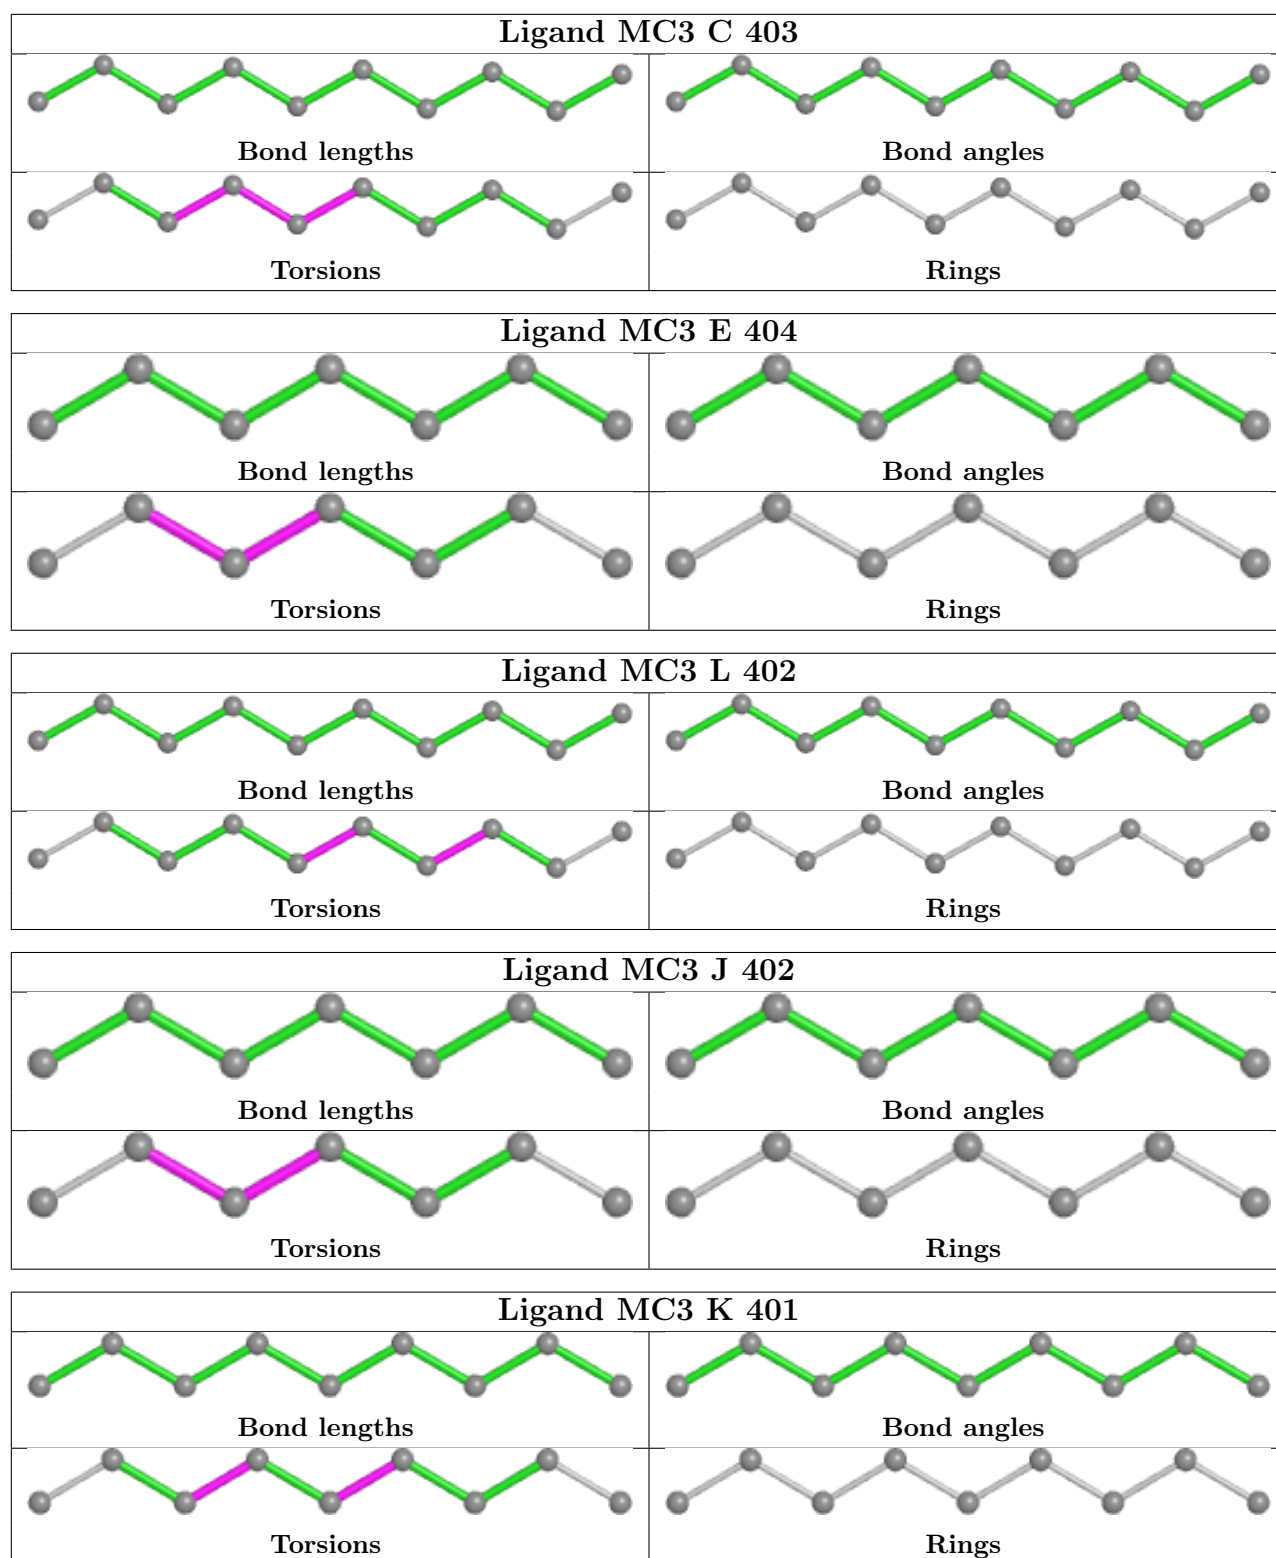 Ligand MC3 C 403
Bond lengths
Bond angles
Torsions
Rings
Ligand MC3 E 404
Bond lengths
Bond angles
Torsions
Rings
Ligand MC3 L 402
Bond lengths
Bond angles
Torsions
Rings
Ligand MC3 J 402
Bond lengths
Bond angles
Torsions
Rings
Ligand MC3 K 401
Bond lengths
Bond angles
Torsions
Rings